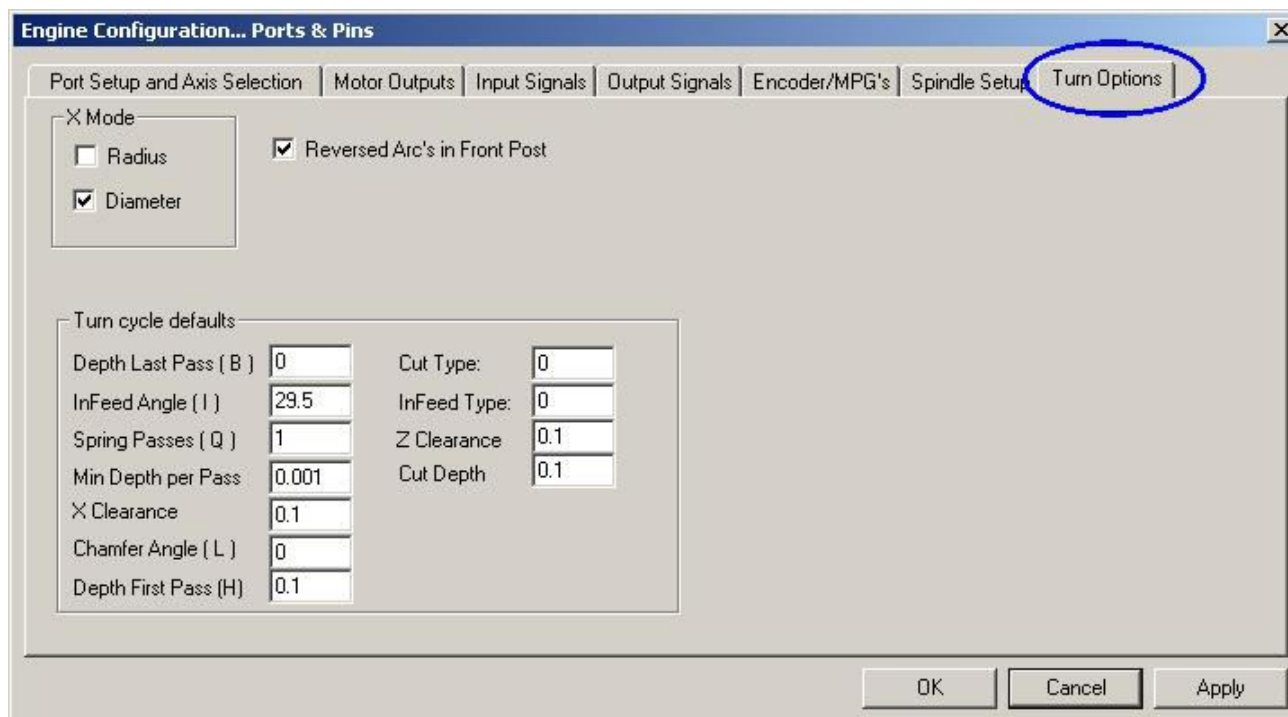 Engine Configuration... Ports & Pins
Port Setup and Axis Selection
Motor Outputs
Input Signals
Output Signals
Encoder/MPG's
Spindle Setup
Turn Options
X Mode
Radius
Diameter
Reversed Arc's in Front Post
Turn cycle defaults
Depth Last Pass ( B ) 0
InFeed Angle ( I ) 29.5
Spring Passes ( Q ) 1
Min Depth per Pass 0.001
X Clearance 0.1
Chamfer Angle ( L ) 0
Depth First Pass (H) 0.1
Cut Type: 0
InFeed Type: 0
Z Clearance 0.1
Cut Depth 0.1
OK
Cancel
Apply